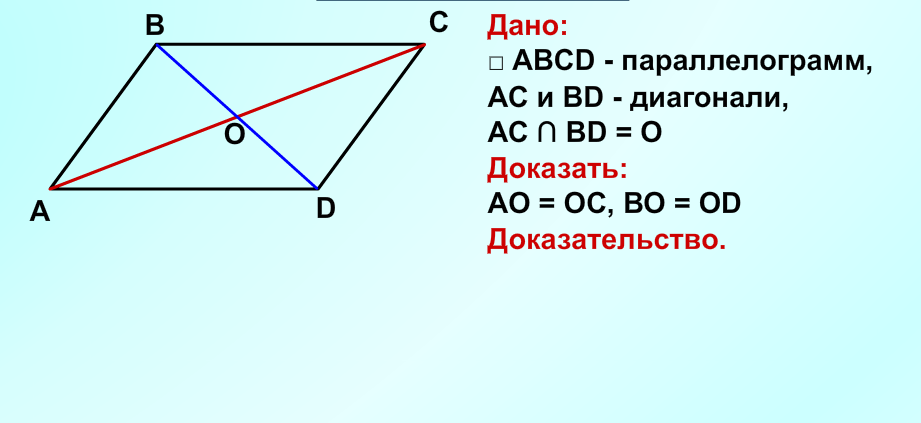 B
C
O
A
D
Дано:
□ ABCD - параллелограмм,
AC и BD - диагонали,
AC ∩ BD = O
Доказать:
AO = OC, BO = OD
Доказательство.